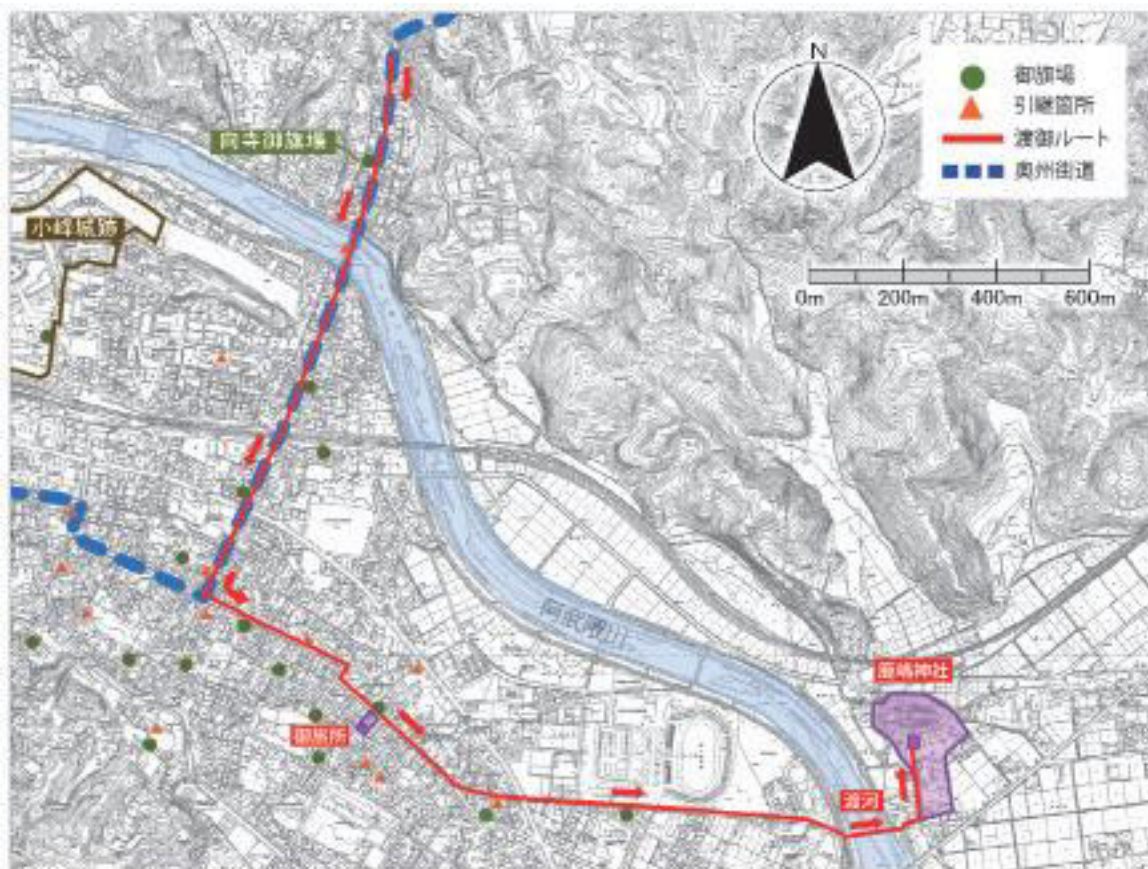 N
御旗場
引継箇所
渡御ルート
奥州街道
0m 200m 400m 600m
向寺御旗場
小峰城跡
阿武隈川
鹿嶋神社
御旅所
渡河